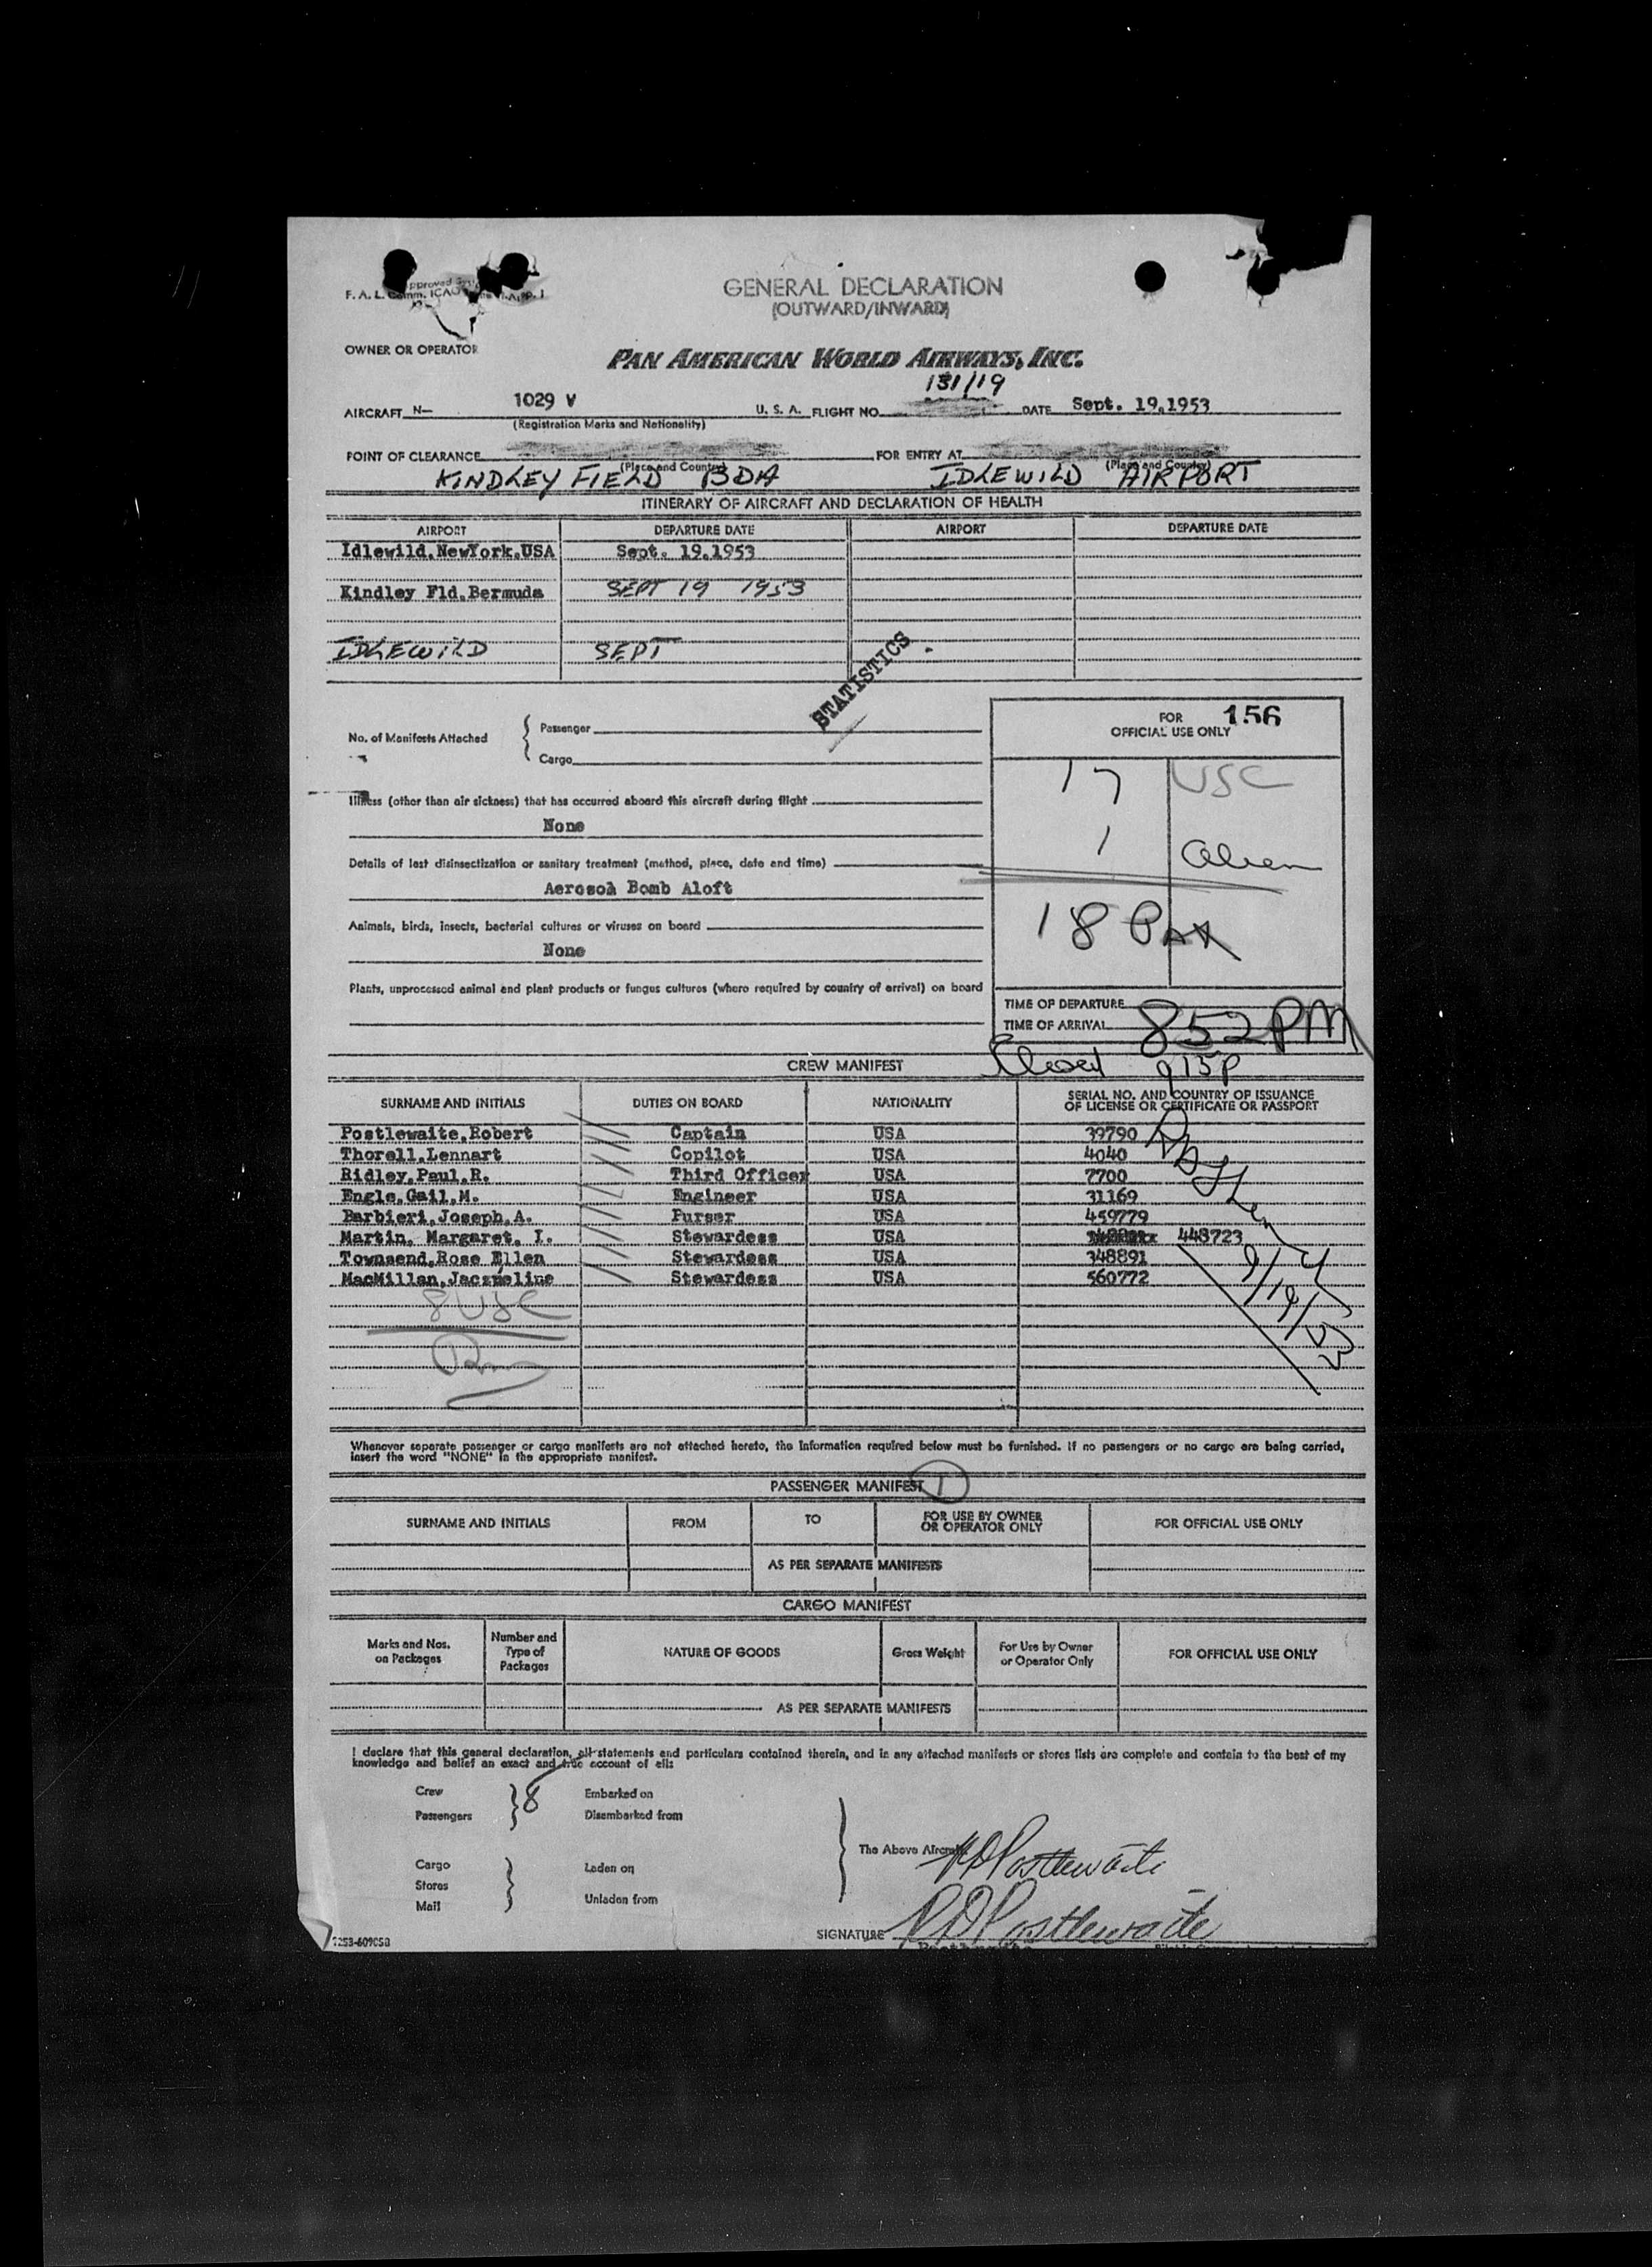 GENERAL DECLARATION
(OUTWARD/INWARD)
F. A. L. Comm. ICAO
OWNER OR OPERATOR
PAN AMERICAN WORLD AIRWAYS, INC.
131/19
AIRCRAFT N- 1029 V U. S. A. FLIGHT NO. DATE Sept. 19.1953
(Registration Marks and Nationality)
POINT OF CLEARANCE FOR ENTRY AT
(Place and Country) (Place and Country)
KINDLEY FIELD BDA IDLEWILD AIRPORT
ITINERARY OF AIRCRAFT AND DECLARATION OF HEALTH
AIRPORT DEPARTURE DATE AIRPORT DEPARTURE DATE
Idlewild.NewYork.USA Sept. 19.1953
Kindley Fld.Bermuda SEPT 19 1953
IDLEWILD SEPT
STATISTICS
FOR OFFICIAL USE ONLY 156
No. of Manifests Attached { Passenger
Cargo
17 USC
Illness (other than air sickness) that has occurred aboard this aircraft during flight
None
1 Alien
Details of last disinsectization or sanitary treatment (method, place, date and time)
Aerosol Bomb Aloft
18 Pax
Animals, birds, insects, bacterial cultures or viruses on board
None
Plants, unprocessed animal and plant products or fungus cultures (where required by country of arrival) on board
TIME OF DEPARTURE
TIME OF ARRIVAL 852 PM
CREW MANIFEST
915P
SURNAME AND INITIALS DUTIES ON BOARD NATIONALITY SERIAL NO. AND COUNTRY OF ISSUANCE OF LICENSE OR CERTIFICATE OR PASSPORT
Postlewaite.Robert Captain USA 39790
Thorell.Lennart Copilot USA 4040
Ridley.Paul.R. Third Officer USA 7700
Engle.Gail.M. Engineer USA 31169
Barbieri.Joseph.A. Purser USA 459779
Martin. Margaret. I. Stewardess USA 448723
Townsend.Rose Ellen Stewardess USA 348891
MacMillan.Jacqueline Stewardess USA 560772
9/19/53
8 USC
Whenever separate passenger or cargo manifests are not attached hereto, the information required below must be furnished. If no passengers or no cargo are being carried,
insert the word "NONE" in the appropriate manifest.
PASSENGER MANIFEST 1
SURNAME AND INITIALS FROM TO FOR USE BY OWNER OR OPERATOR ONLY FOR OFFICIAL USE ONLY
AS PER SEPARATE MANIFESTS
CARGO MANIFEST
Marks and Nos. on Packages Number and Type of Packages NATURE OF GOODS Gross Weight For Use by Owner or Operator Only FOR OFFICIAL USE ONLY
AS PER SEPARATE MANIFESTS
I declare that this general declaration, all statements and particulars contained therein, and in any attached manifests or stores lists are complete and contain to the best of my
knowledge and belief an exact and true account of all:
Crew } 8 Embarked on
Passengers Disembarked from
The Above Aircraft R D Postlewaite
Cargo Laden on
Stores
Mail Unladen from
SIGNATURE R D Postlewaite